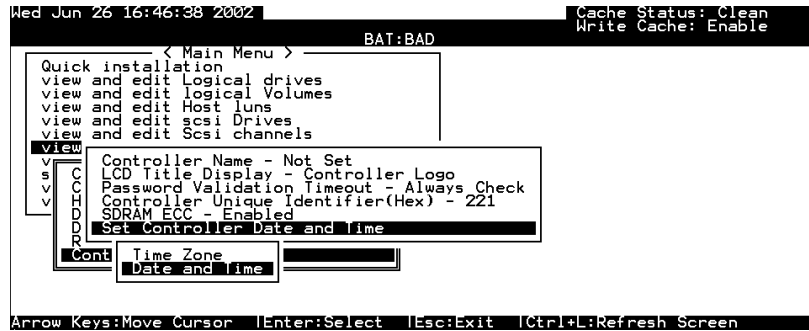 Wed Jun 26 16:46:38 2002
Cache Status: Clean
Write Cache: Enable
BAT:BAD
< Main Menu >
Quick installation
view and edit Logical drives
view and edit logical Volumes
view and edit Host luns
view and edit scsi Drives
view and edit Scsi channels
view
v
s
v
v
C
C
H
D
D
R
Cont
Controller Name - Not Set
LCD Title Display - Controller Logo
Password Validation Timeout - Always Check
Controller Unique Identifier(Hex) - 221
SDRAM ECC - Enabled
Set Controller Date and Time
Time Zone
Date and Time
Arrow Keys:Move Cursor |Enter:Select |Esc:Exit |Ctrl+L:Refresh Screen